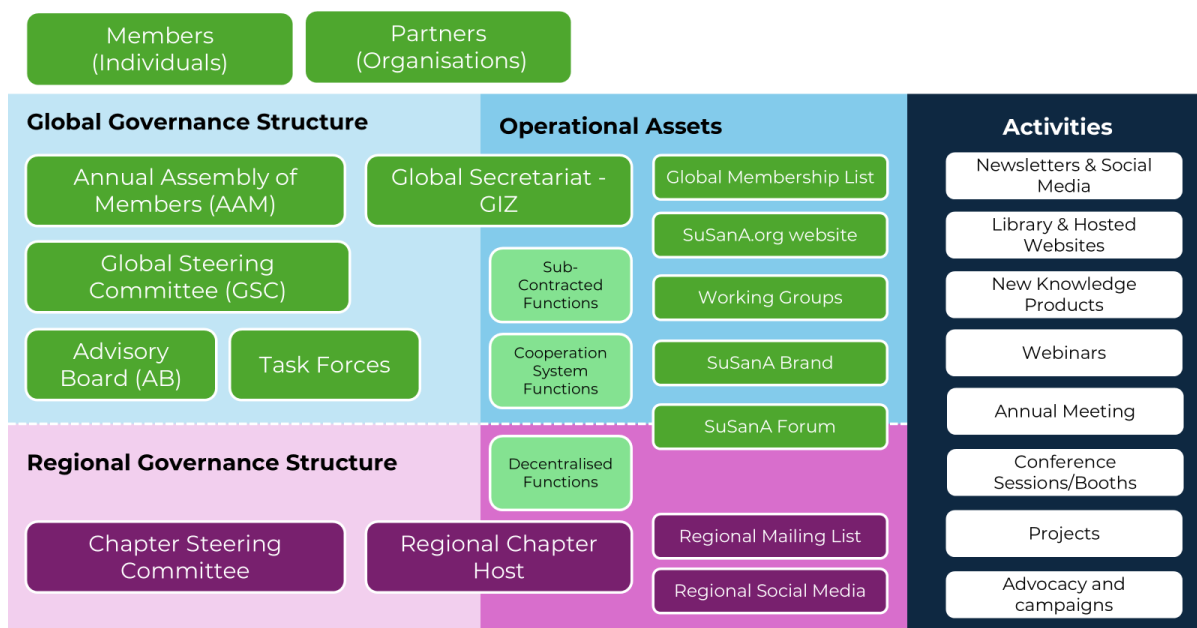 Members
(Individuals)
Partners
(Organisations)
Global Governance Structure
Annual Assembly of
Members (AAM)
Global Secretariat -
GIZ
Global Steering
Committee (GSC)
Advisory
Board (AB)
Task Forces
Operational Assets
Global Membership List
SuSanA.org website
Sub-
Contracted
Functions
Working Groups
Cooperation
System
Functions
SuSanA Brand
SuSanA Forum
Regional Governance Structure
Decentralised
Functions
Chapter Steering
Committee
Regional Chapter
Host
Regional Mailing List
Regional Social Media
Activities
Newsletters & Social
Media
Library & Hosted
Websites
New Knowledge
Products
Webinars
Annual Meeting
Conference
Sessions/Booths
Projects
Advocacy and
campaigns